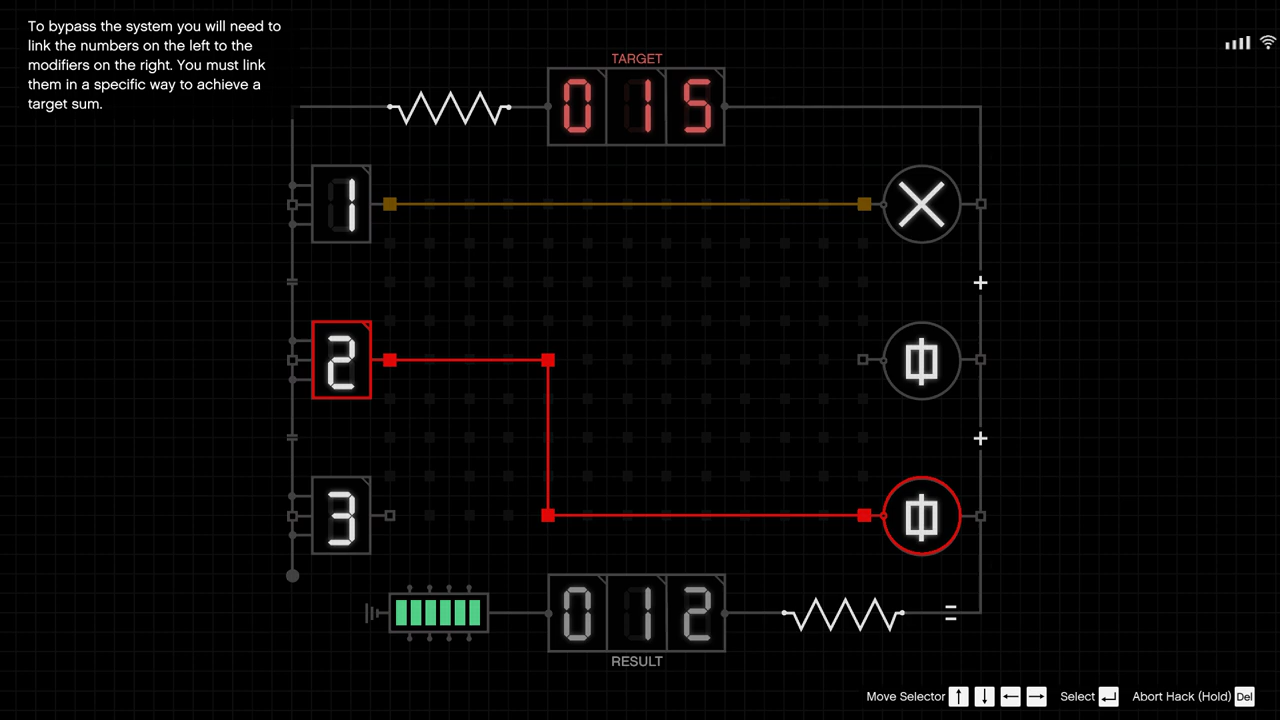 To bypass the system you will need to
link the numbers on the left to the
modifiers on the right. You must link
them in a specific way to achieve a
target sum.
TARGET
015
1
+
2
+
3
012
=
RESULT
Move Selector ↑ ↓ ← → Select ↵ Abort Hack (Hold) Del